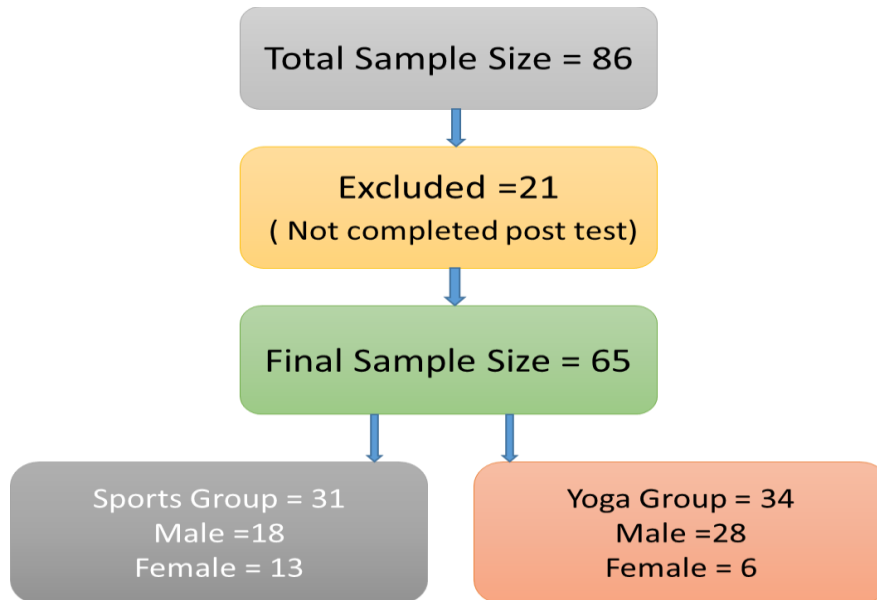 Total Sample Size = 86
Excluded =21
( Not completed post test)
Final Sample Size = 65
Sports Group = 31
Male =18
Female = 13
Yoga Group = 34
Male =28
Female = 6